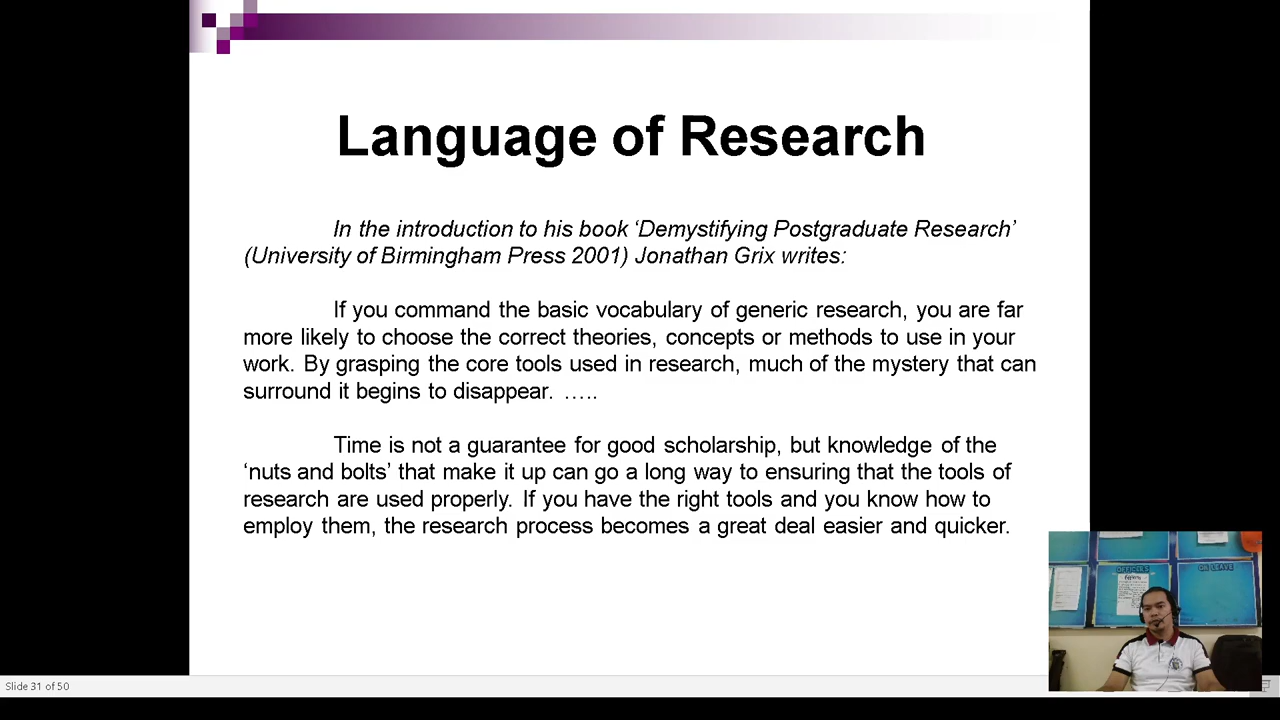 Language of Research
In the introduction to his book ‘Demystifying Postgraduate Research’
(University of Birmingham Press 2001) Jonathan Grix writes:
If you command the basic vocabulary of generic research, you are far
more likely to choose the correct theories, concepts or methods to use in your
work. By grasping the core tools used in research, much of the mystery that can
surround it begins to disappear. …..
Time is not a guarantee for good scholarship, but knowledge of the
‘nuts and bolts’ that make it up can go a long way to ensuring that the tools of
research are used properly. If you have the right tools and you know how to
employ them, the research process becomes a great deal easier and quicker.
OFFICERS
ON LEAVE
Slide 31 of 50